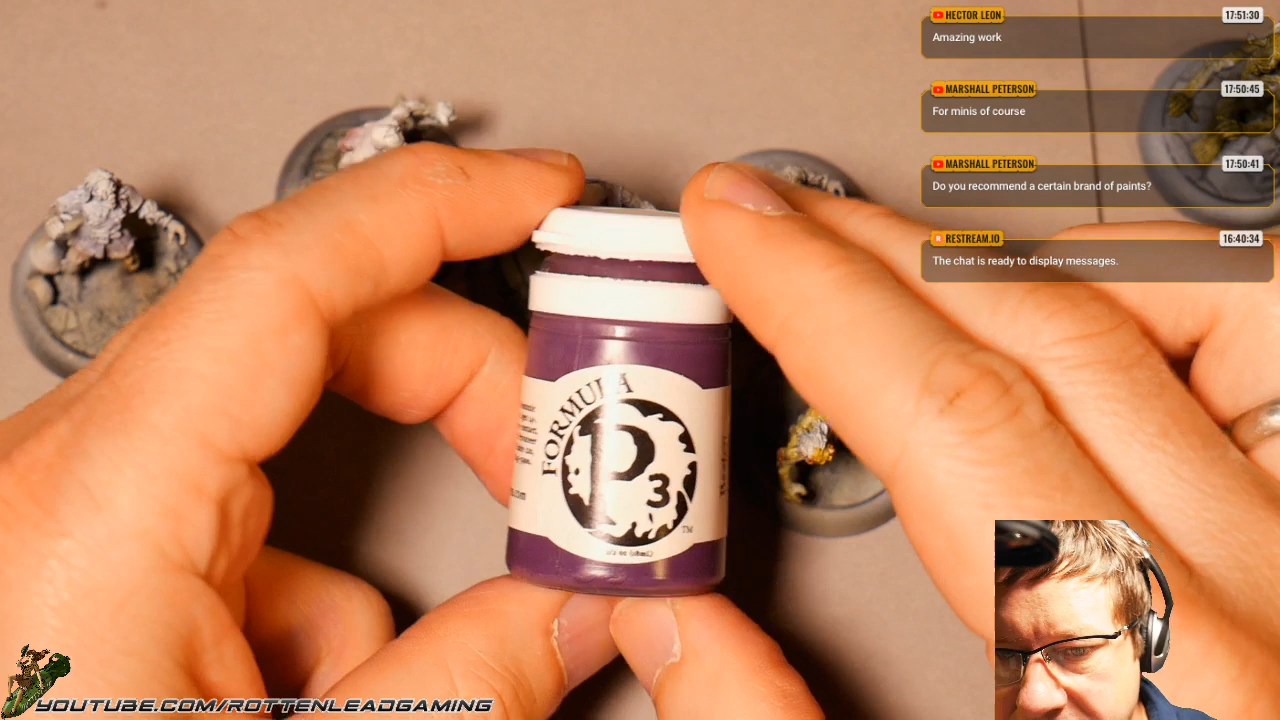 HECTOR LEON
17:51:30
Amazing work
MARSHALL PETERSON
17:50:45
For minis of course
MARSHALL PETERSON
17:50:41
Do you recommend a certain brand of paints?
RESTREAM.IO
16:40:34
The chat is ready to display messages.
FORMULA
P3
TM
YOUTUBE.COM/ROTTENLEADGAMING